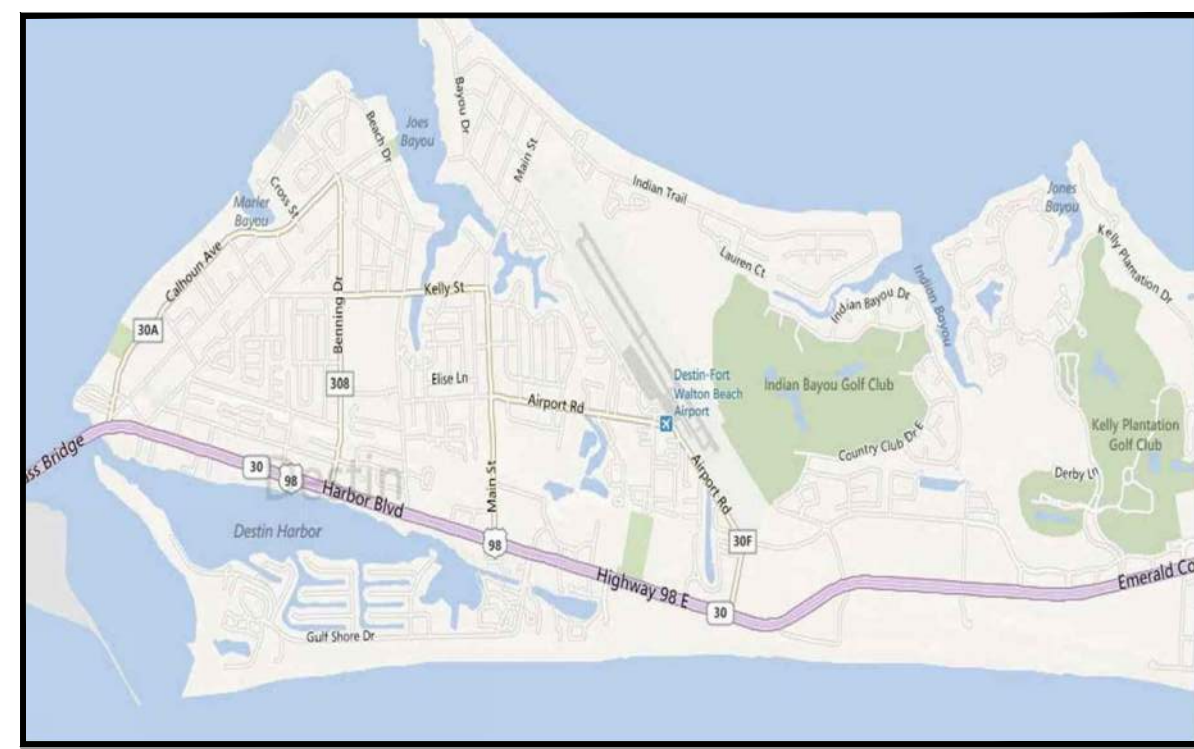 Bayou Dr
Joes
Bayou
Beach Dr
Main St
Cross St
Marler
Bayou
Indian Trail
Jones
Bayou
Kelly Plantation Dr
Calhoun Ave
Lauren Ct
Indian Bayou Dr
Indian Bayou
Kelly St
Benning Dr
30A
308
Elise Ln
Destin-Fort
Walton Beach
Airport
Indian Bayou Golf Club
Airport Rd
Kelly Plantation
Golf Club
Country Club Dr E
ss Bridge
30
98
Destin
Harbor Blvd
Main St
Airport Rd
Derby Ln
Destin Harbor
98
30F
Highway 98 E
30
Emerald Co
Gulf Shore Dr